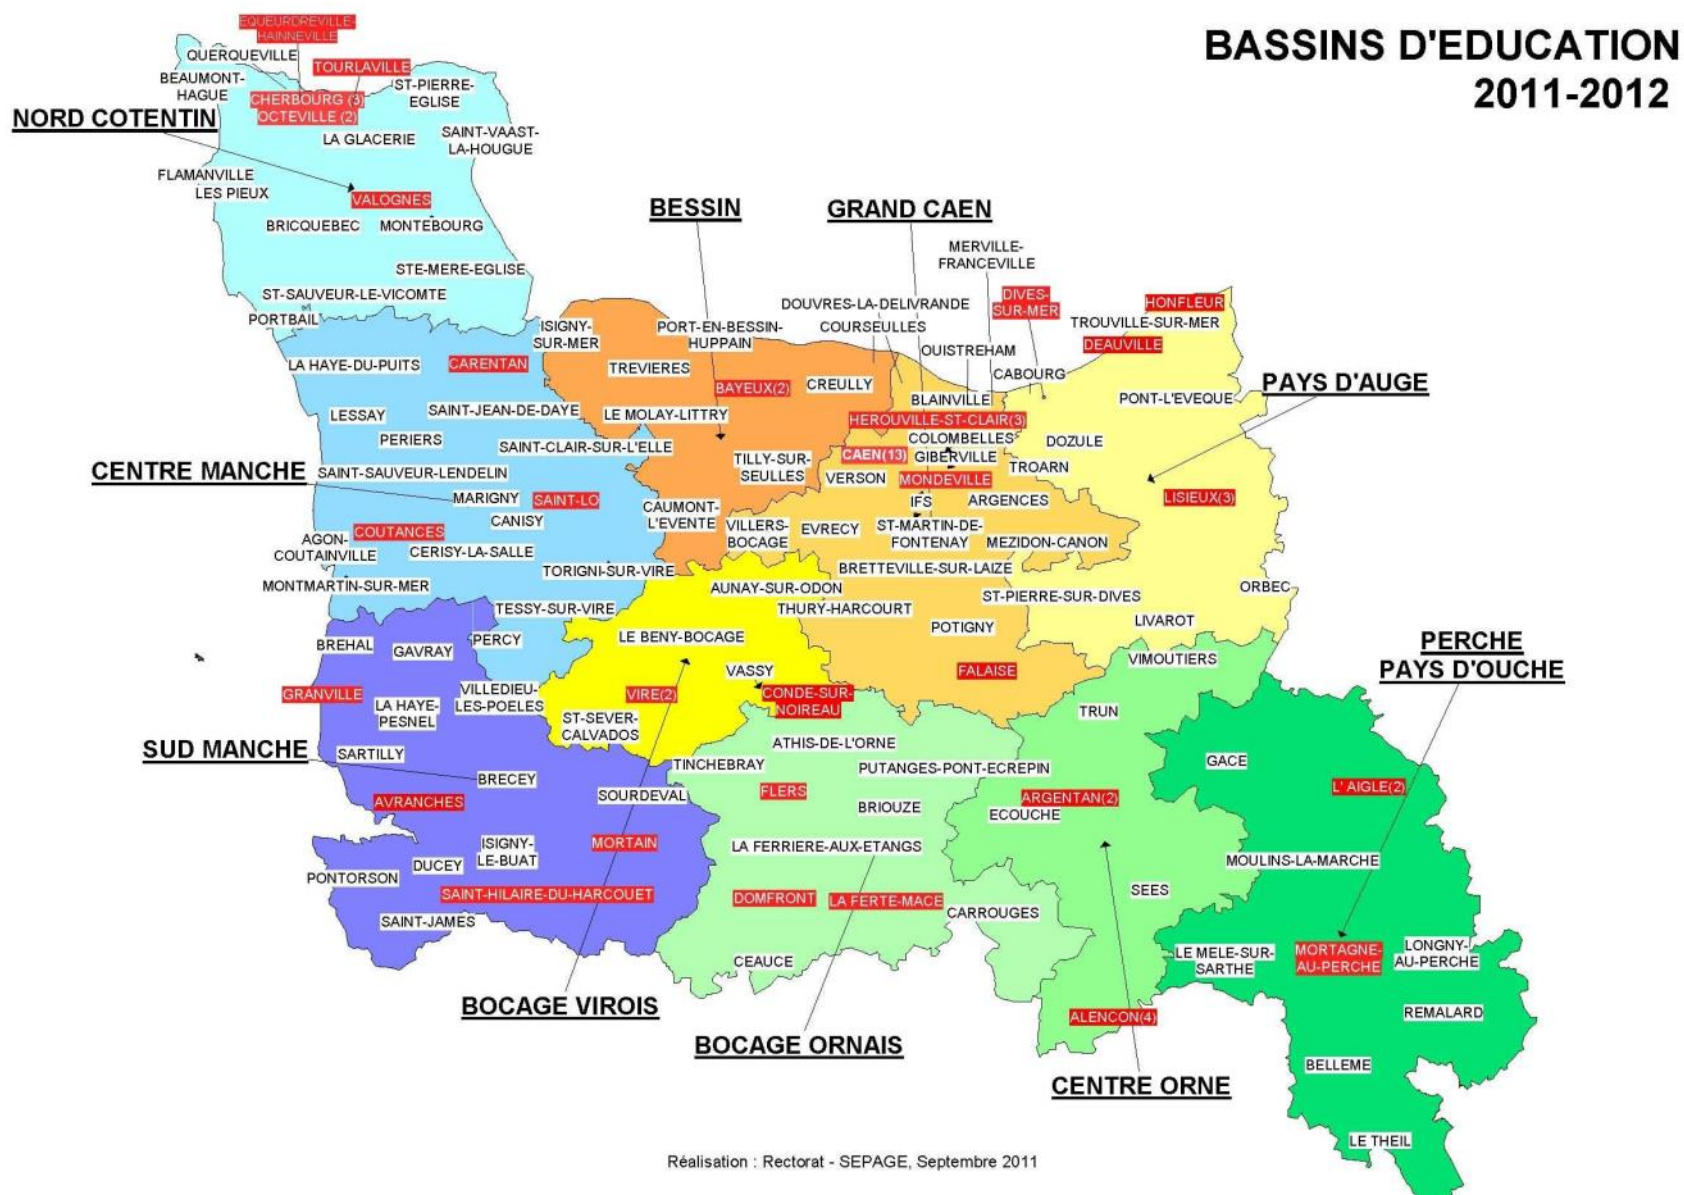 BASSINS D'EDUCATION
2011-2012
EQUEURDREVILLE-
HAINNEVILLE
QUERQUEVILLE
TOURLAVILLE
BEAUMONT-
HAGUE
ST-PIERRE-
EGLISE
CHERBOURG (3)
OCTEVILLE (2)
NORD COTENTIN
LA GLACERIE
SAINT-VAAST-
LA-HOUGUE
FLAMANVILLE
LES PIEUX
VALOGNES
BRICQUEBEC
MONTEBOURG
STE-MERE-EGLISE
ST-SAUVEUR-LE-VICOMTE
PORTBAIL
BESSIN
GRAND CAEN
MERVILLE-
FRANCEVILLE
DOUVRES-LA-DELIVRANDE
COURSEULLES
DIVES-
SUR-MER
HONFLEUR
TROUVILLE-SUR-MER
DEAUVILLE
ISIGNY-
SUR-MER
PORT-EN-BESSIN-
HUPPAIN
OUISTREHAM
CABOURG
PAYS D'AUGE
LA HAYE-DU-PUITS
CARENTAN
TREVIERES
BAYEUX(2)
CREULLY
BLAINVILLE
PONT-L'EVEQUE
LESSAY
SAINT-JEAN-DE-DAYE
LE MOLAY-LITTRY
HEROUVILLE-ST-CLAIR(3)
PERIERS
SAINT-CLAIR-SUR-L'ELLE
COLOMBELLES
DOZULE
CENTRE MANCHE
SAINT-SAUVEUR-LENDELIN
TILLY-SUR-
SEULLES
CAEN(13)
GIBERVILLE
TROARN
VERSON
MONDEVILLE
MARIGNY
SAINT-LO
CAUMONT-
L'EVENTE
IFS
ARGENCES
LISIEUX(3)
CANISY
COUTANCES
VILLERS-
BOCAGE
EVRECY
ST-MARTIN-DE-
FONTENAY
MEZIDON-CANON
AGON-
COUTAINVILLE
CERISY-LA-SALLE
TORIGNI-SUR-VIRE
BRETTEVILLE-SUR-LAIZE
MONTMARTIN-SUR-MER
AUNAY-SUR-ODON
ST-PIERRE-SUR-DIVES
ORBEC
TESSY-SUR-VIRE
THURY-HARCOURT
LIVAROT
BREHAL
GAVRAY
PERCY
LE BENY-BOCAGE
POTIGNY
PERCHE
PAYS D'OUCHE
VIMOUTIERS
VASSY
FALAISE
GRANVILLE
VILLEDIEU-
LES-POELES
VIRE(2)
CONDE-SUR-
NOIREAU
LA HAYE-
PESNEL
ST-SEVER-
CALVADOS
TRUN
SUD MANCHE
SARTILLY
ATHIS-DE-L'ORNE
TINCHEBRAY
PUTANGES-PONT-ECREPIN
GACE
BRECEY
SOURDEVAL
FLERS
ARGENTAN(2)
L' AIGLE(2)
AVRANCHES
BRIOUZE
ECOUCHE
MORTAIN
LA FERRIERE-AUX-ETANGS
ISIGNY-
LE-BUAT
DUCEY
MOULINS-LA-MARCHE
PONTORSON
SAINT-HILAIRE-DU-HARCOUET
DOMFRONT
LA FERTE-MACE
SEES
SAINT-JAMES
CARROUGES
CEAUCE
LE MELE-SUR-
SARTHE
MORTAGNE-
AU-PERCHE
LONGNY-
AU-PERCHE
BOCAGE VIROIS
ALENCON(4)
REMALARD
BOCAGE ORNAIS
BELLEME
CENTRE ORNE
LE THEIL
Réalisation : Rectorat - SEPAGE, Septembre 2011